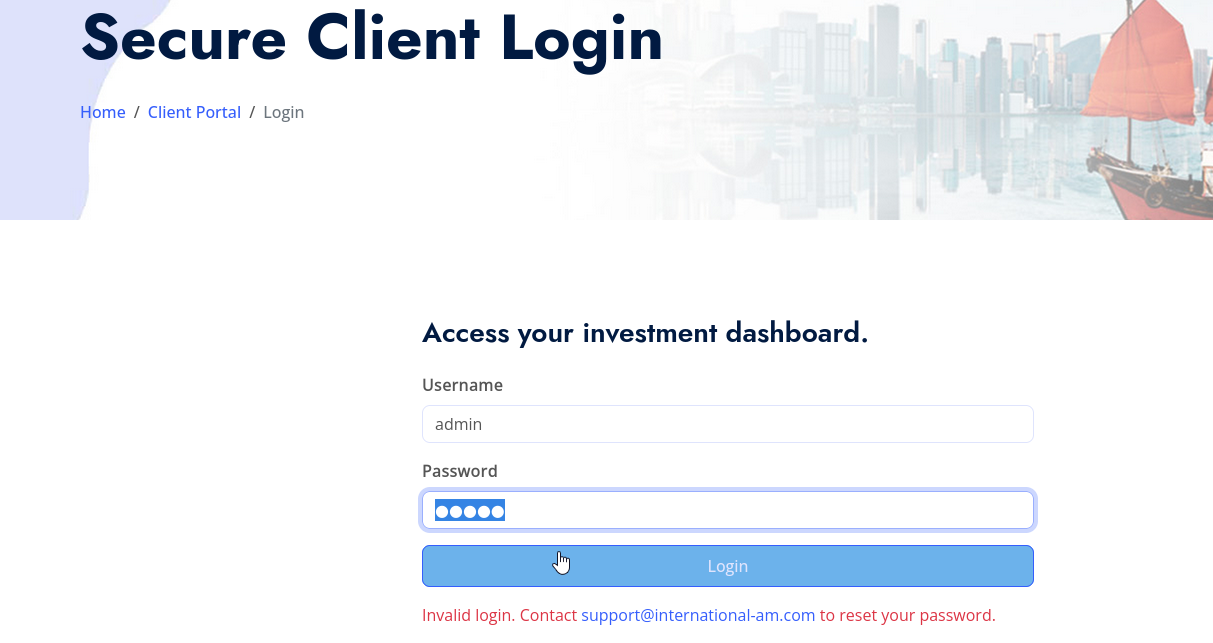 Secure Client Login
Home / Client Portal / Login
Access your investment dashboard.
Username
admin
Password
●●●●●
Login
Invalid login. Contact support@international-am.com to reset your password.